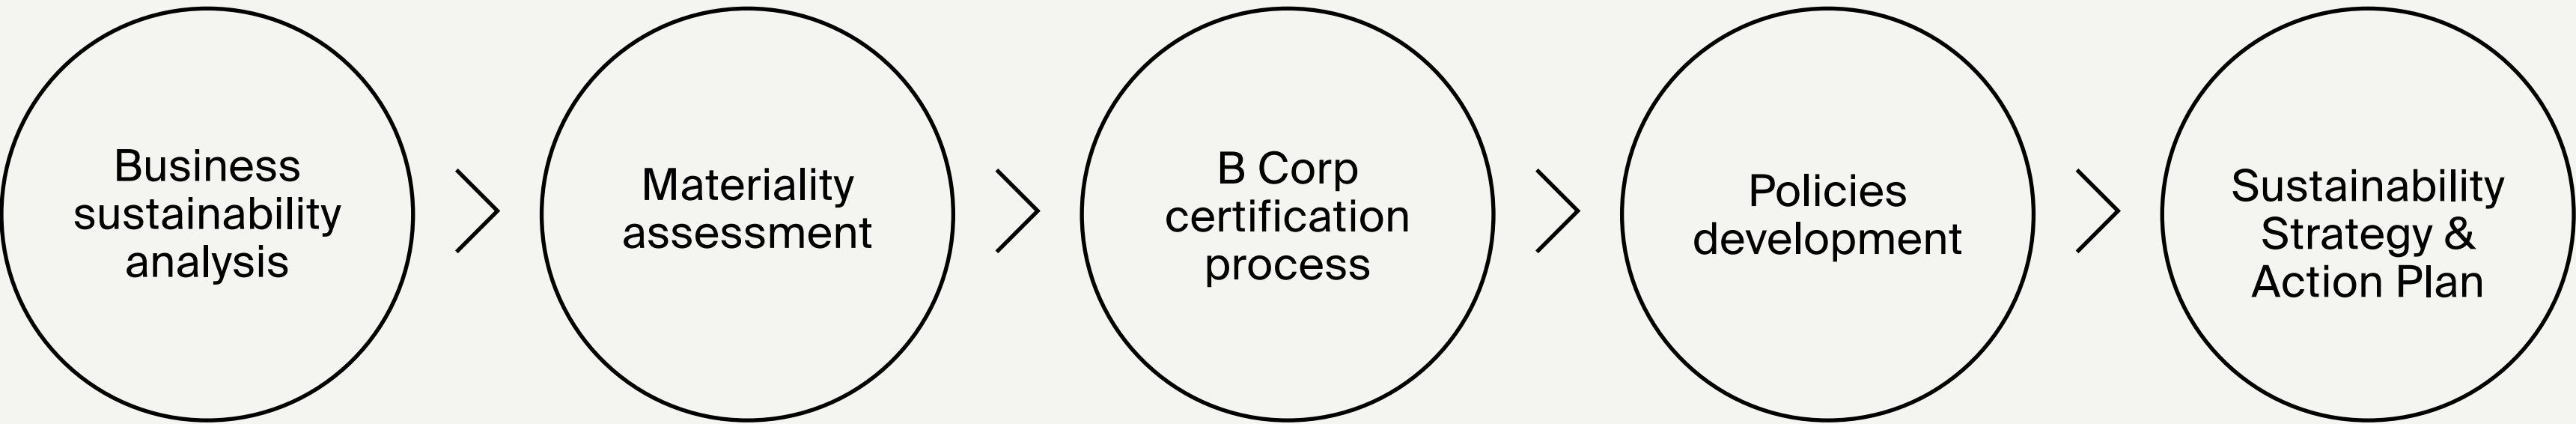 Business
sustainability
analysis
Materiality
assessment
B Corp
certification
process
Policies
development
Sustainability
Strategy &
Action Plan